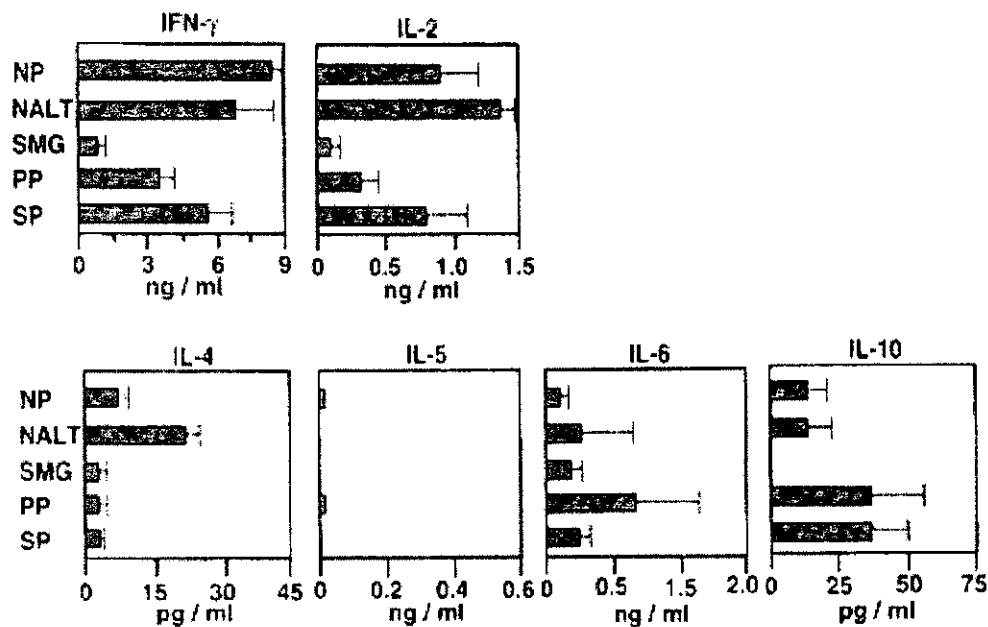 IFN-γ IL-2
NP
NALT
SMG
PP
SP
0 3 6 9 0 0.5 1.0 1.5
ng / ml ng / ml
IL-4 IL-5 IL-6 IL-10
NP
NALT
SMG
PP
SP
0 15 30 45 0 0.2 0.4 0.6 0 0.5 1.5 2.0 0 25 50 75
pg / ml ng / ml ng / ml pg / ml